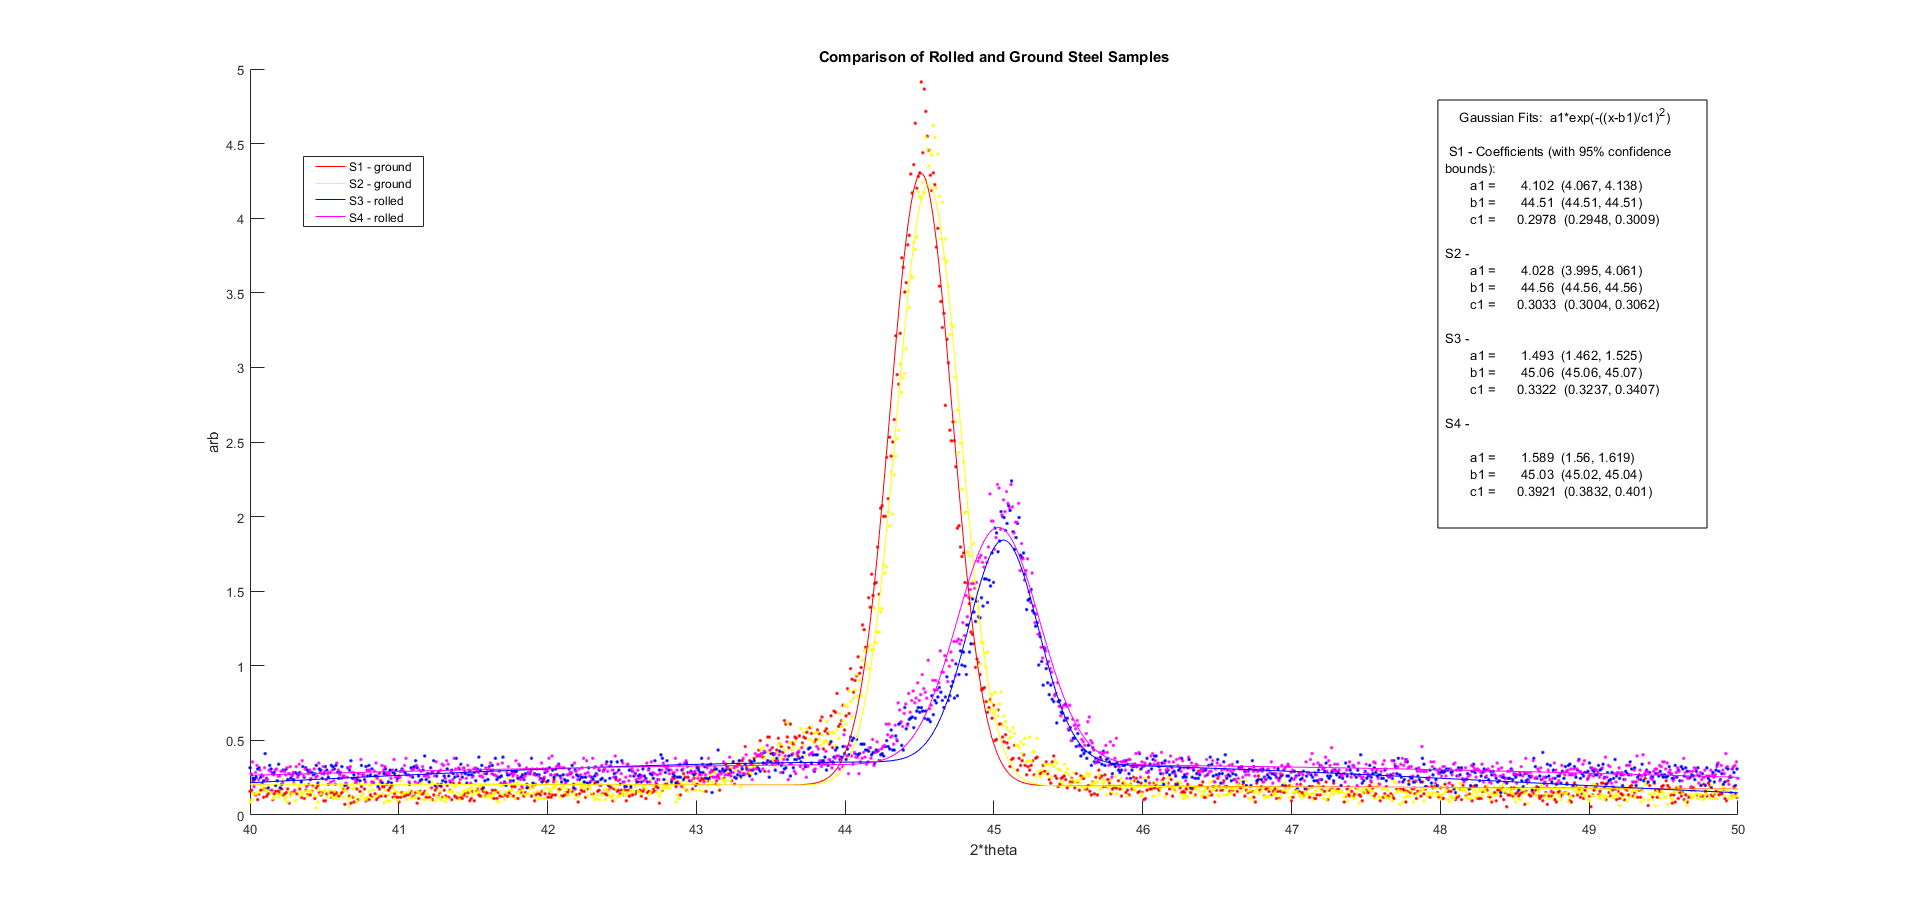 Comparison of Rolled and Ground Steel Samples
5
4.5
4
3.5
3
2.5
2
1.5
1
0.5
0
arb
S1 - ground
S2 - ground
S3 - rolled
S4 - rolled
Gaussian Fits:  a1*exp(-((x-b1)/c1)²)
S1 - Coefficients (with 95% confidence
bounds):
a1 =   4.102  (4.067, 4.138)
b1 =   44.51  (44.51, 44.51)
c1 =   0.2978  (0.2948, 0.3009)
S2 -
a1 =   4.028  (3.995, 4.061)
b1 =   44.56  (44.56, 44.56)
c1 =   0.3033  (0.3004, 0.3062)
S3 -
a1 =   1.493  (1.462, 1.525)
b1 =   45.06  (45.06, 45.07)
c1 =   0.3322  (0.3237, 0.3407)
S4 -
a1 =   1.589  (1.56, 1.619)
b1 =   45.03  (45.02, 45.04)
c1 =   0.3921  (0.3832, 0.401)
40 41 42 43 44 45 46 47 48 49 50
2*theta